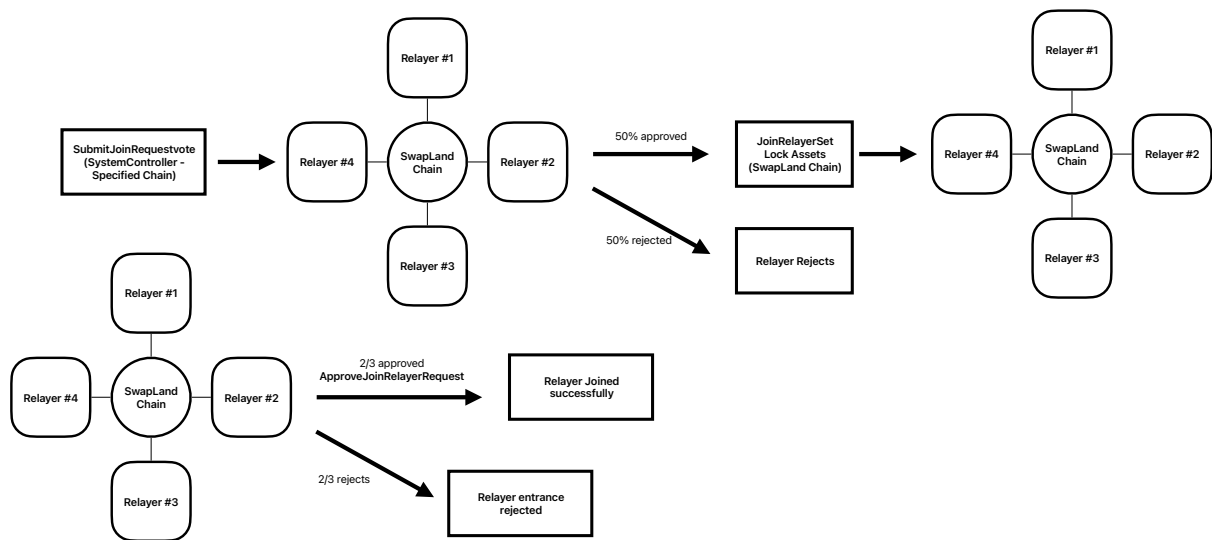 Relayer #1
SubmitJoinRequestvote
(SystemController -
Specified Chain)
Relayer #4
SwapLand
Chain
Relayer #2
Relayer #3
50% approved
50% rejected
JoinRelayerSet
Lock Assets
(SwapLand Chain)
Relayer Rejects
Relayer #1
Relayer #4
SwapLand
Chain
Relayer #2
Relayer #3
Relayer #1
Relayer #4
SwapLand
Chain
Relayer #2
Relayer #3
2/3 approved
ApproveJoinRelayerRequest
Relayer Joined
successfully
2/3 rejects
Relayer entrance
rejected